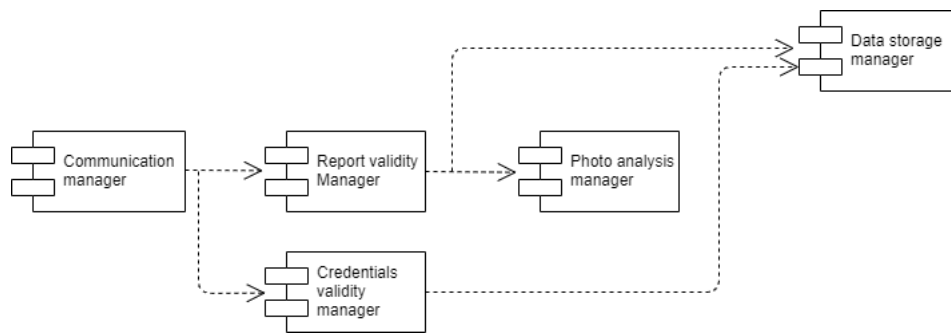 Data storage
manager
Communication
manager
Report validity
Manager
Photo analysis
manager
Credentials
validity
manager